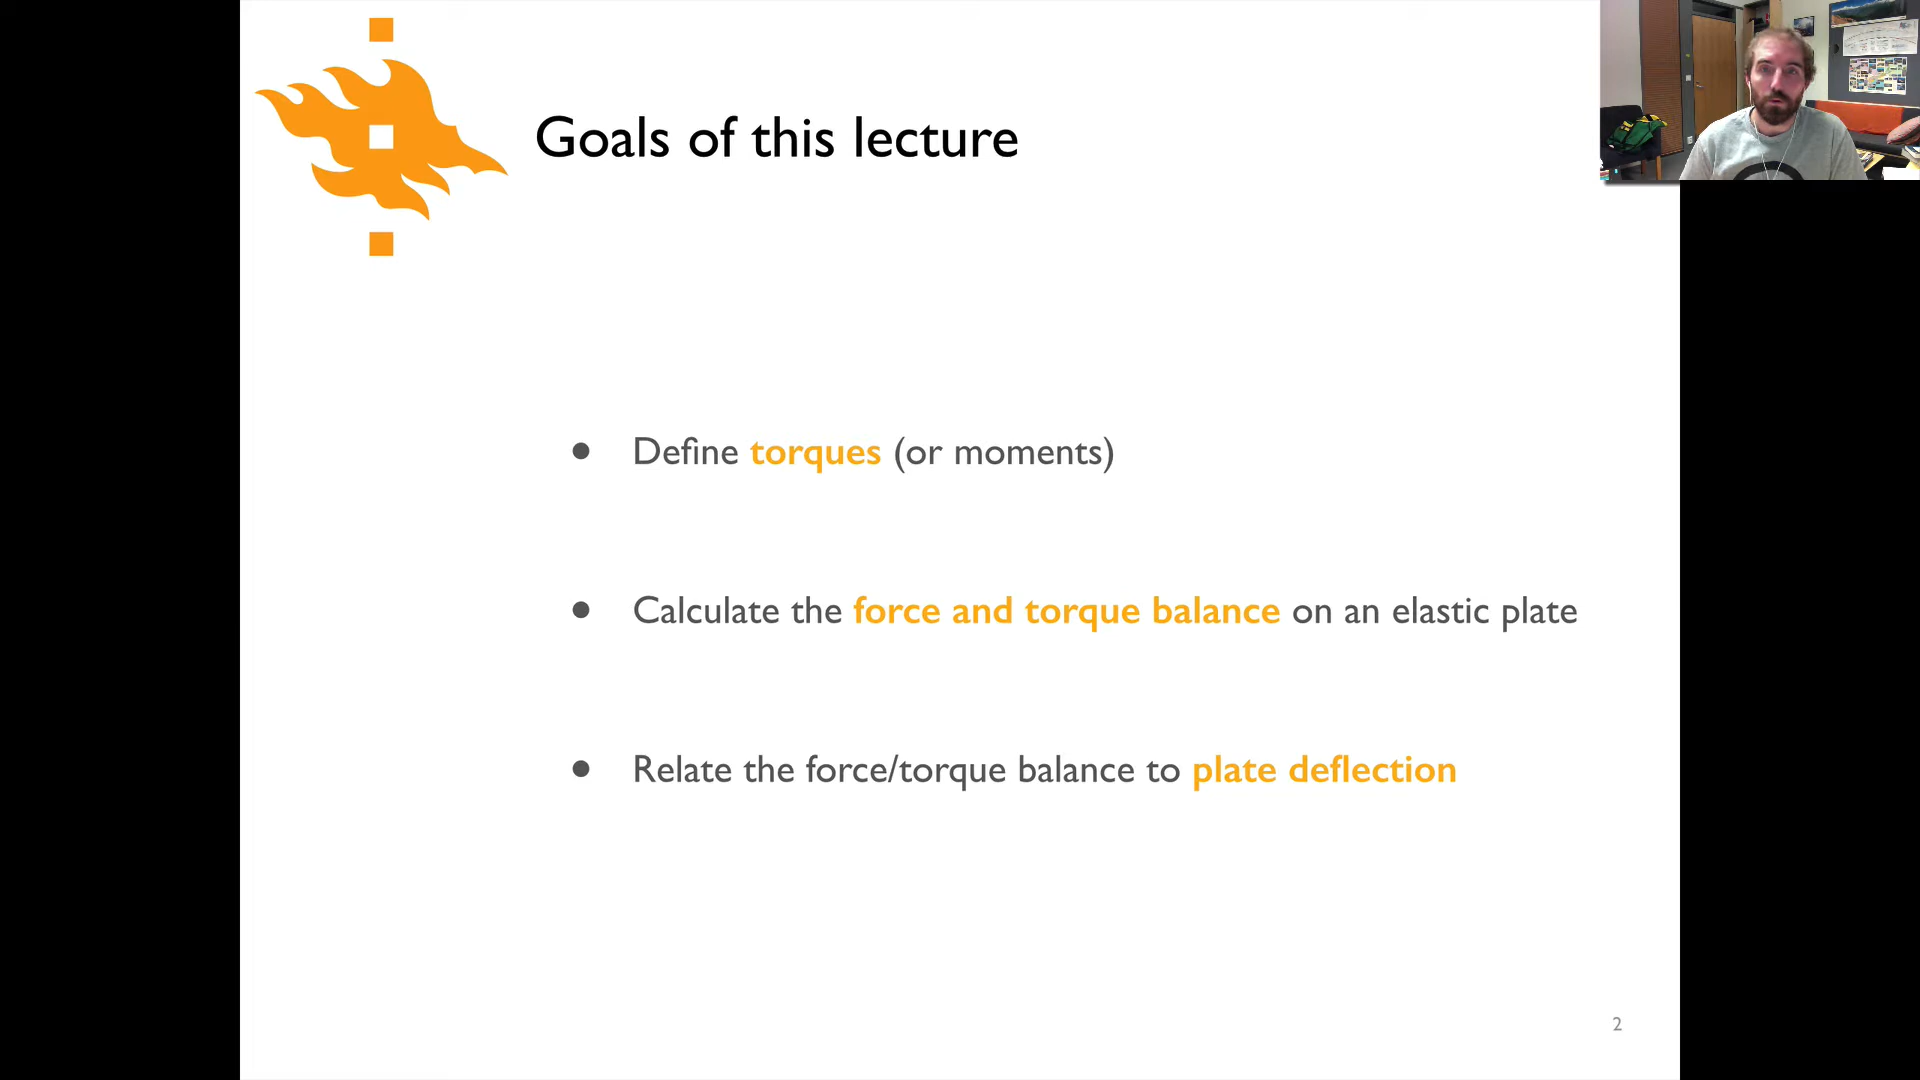 Goals of this lecture
● Define torques (or moments)
● Calculate the force and torque balance on an elastic plate
● Relate the force/torque balance to plate deflection
2